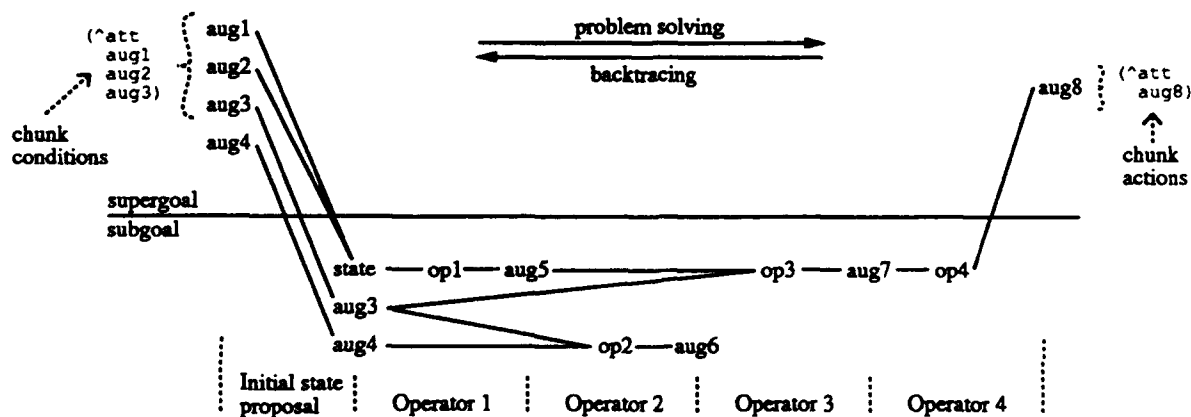 (^att
aug1
aug2
aug3)
chunk
conditions
aug1
aug2
aug3
aug4
problem solving
backtracing
aug8
(^att
aug8)
chunk
actions
supergoal
subgoal
state op1 aug5 op3 aug7 op4
aug3
aug4 op2 aug6
Initial state
proposal
Operator 1
Operator 2
Operator 3
Operator 4